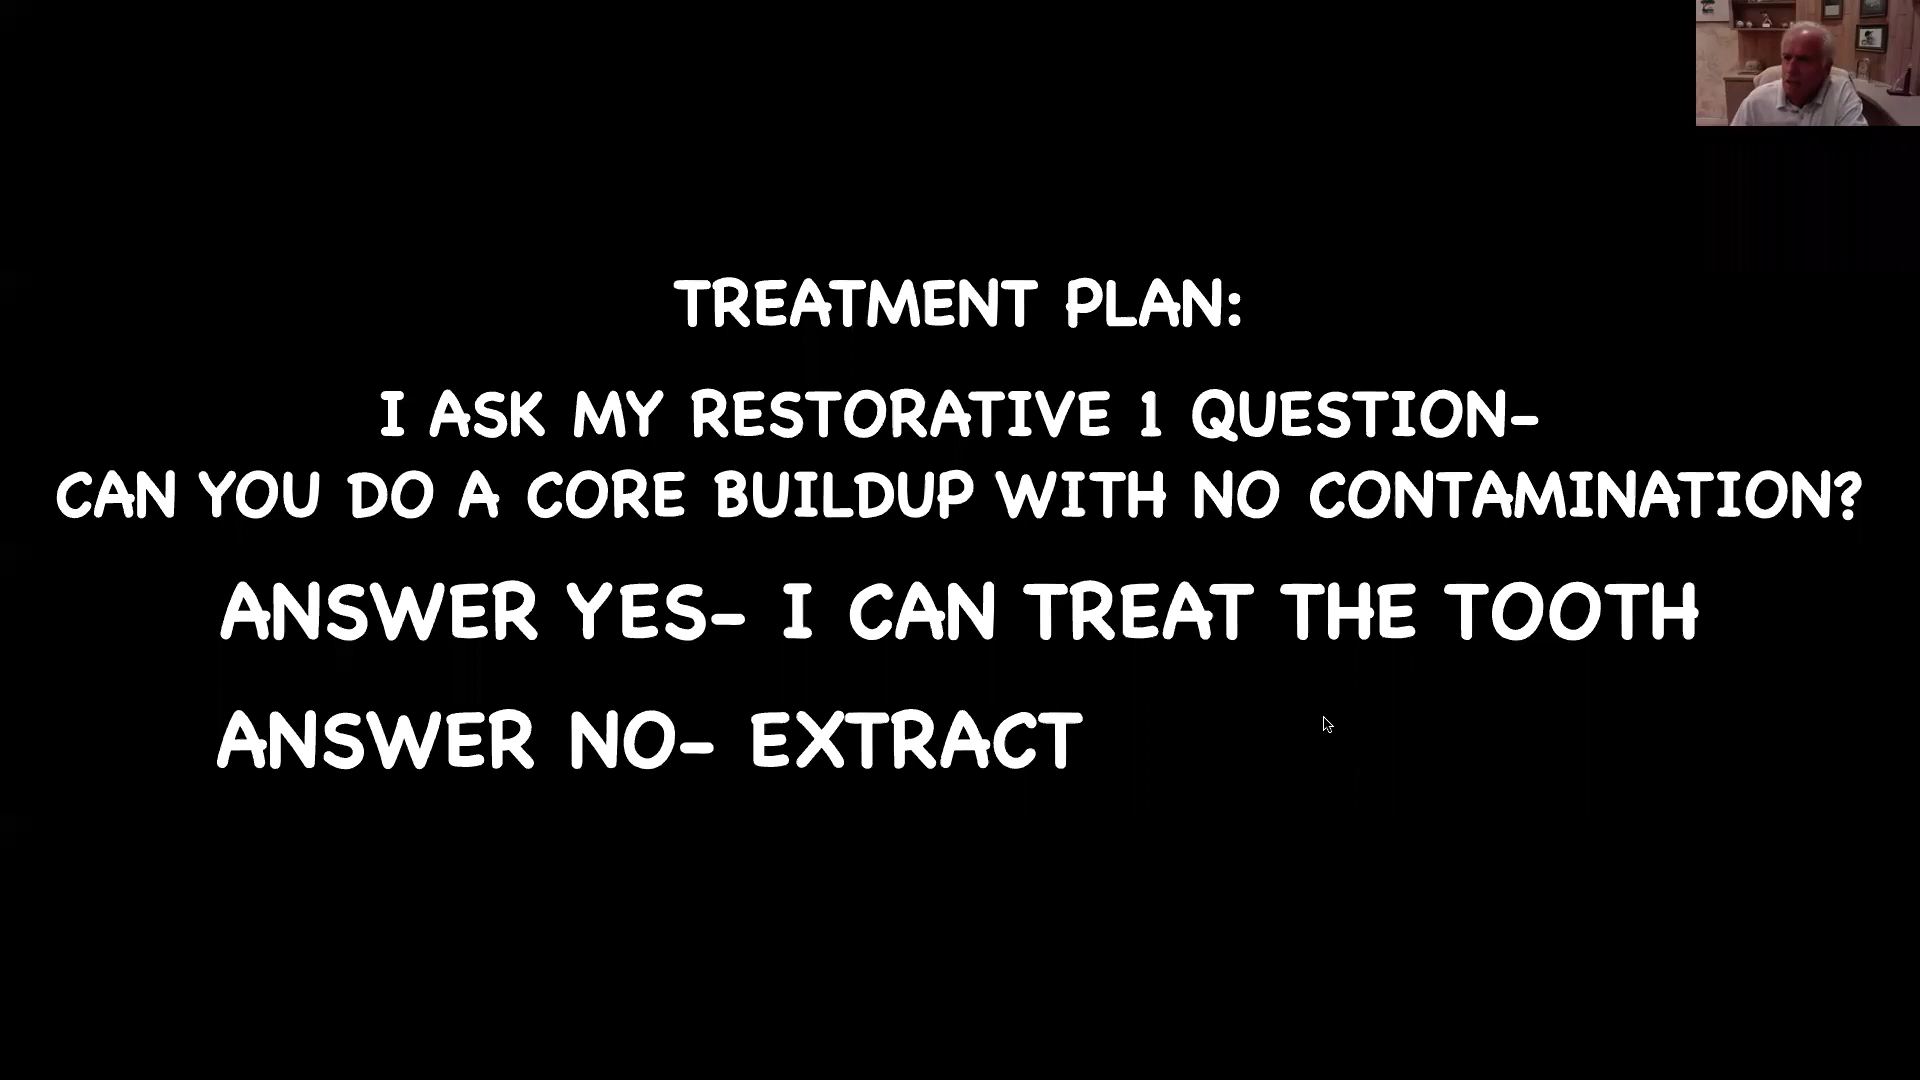 TREATMENT PLAN:
I ASK MY RESTORATIVE 1 QUESTION-
CAN YOU DO A CORE BUILDUP WITH NO CONTAMINATION?
ANSWER YES- I CAN TREAT THE TOOTH
ANSWER NO- EXTRACT